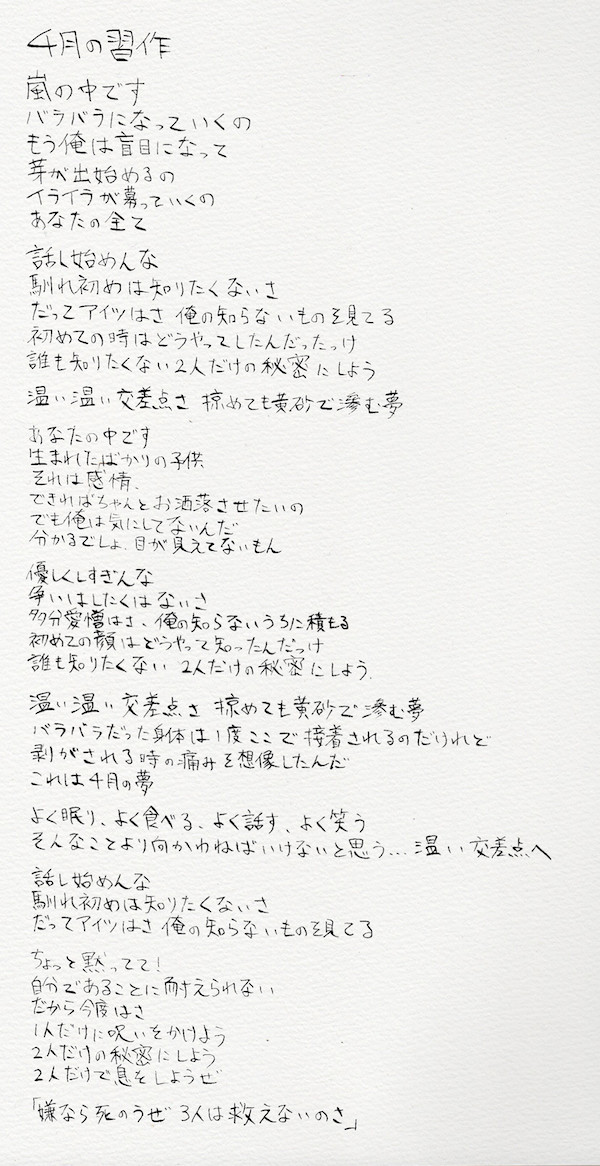 4月の習作
嵐の中です
バラバラになっていくの
もう俺は盲目になって
芽が出始めるの
イライラが募っていくの
あなたの全て
話し始めんな
馴れ初めは知りたくないさ
だってアイツはさ 俺の知らないものを見てる
初めての時はどうやってしたんだったっけ
誰も知りたくない2人だけの秘密にしよう
温い温い交差点さ 掠めても黄砂で滲む夢
あなたの中です
生まれたばかりの子供
それは感情、
できればちゃんとお洒落させたいの
でも俺は気にしてないんだ
分かるでしょ、目が見えてないもん
優しくしすぎんな
争いはしたくはないさ
多分愛憎はさ、俺の知らないうちに積もる
初めての顔はどうやって知ったんだっけ
誰も知りたくない 2人だけの秘密にしよう、
温い温い交差点さ 掠めても黄砂で滲む夢
バラバラだった身体は1度ここで接着されるのだけれど
剥がされる時の痛みを想像したんだ
これは4月の夢
よく眠り、よく食べる、よく話す、よく笑う
そんなことより向かわねばいけないと思う...温い交差点へ
話し始めんな
馴れ初めは知りたくないさ
だってアイツはさ 俺の知らないものを見てる
ちょっと黙ってて!
自分であることに耐えられない
だから今度はさ
1人だけに呪いをかけよう
2人だけの秘密にしよう
2人だけで息をしようぜ
「嫌なら死のうぜ 3人は救えないのさ」